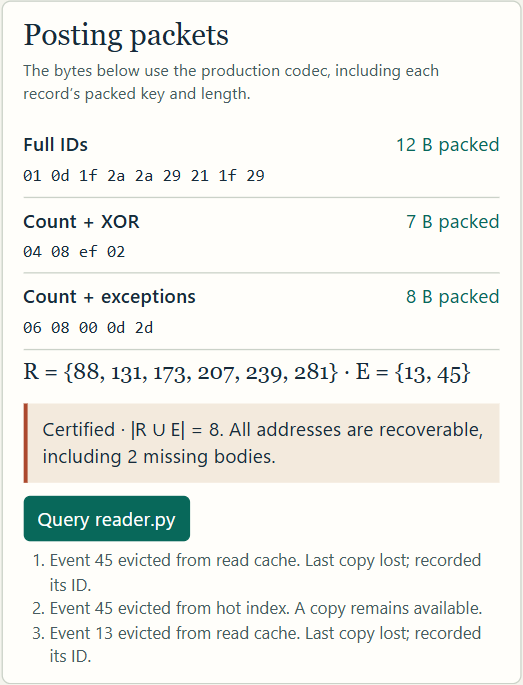 Posting packets
The bytes below use the production codec, including each
record's packed key and length.
Full IDs 12 B packed
01 0d 1f 2a 2a 29 21 1f 29
Count + XOR 7 B packed
04 08 ef 02
Count + exceptions 8 B packed
06 08 00 0d 2d
R = {88, 131, 173, 207, 239, 281} · E = {13, 45}
Certified · |R ∪ E| = 8. All addresses are recoverable,
including 2 missing bodies.
Query reader.py
1. Event 45 evicted from read cache. Last copy lost; recorded
its ID.
2. Event 45 evicted from hot index. A copy remains available.
3. Event 13 evicted from read cache. Last copy lost; recorded
its ID.